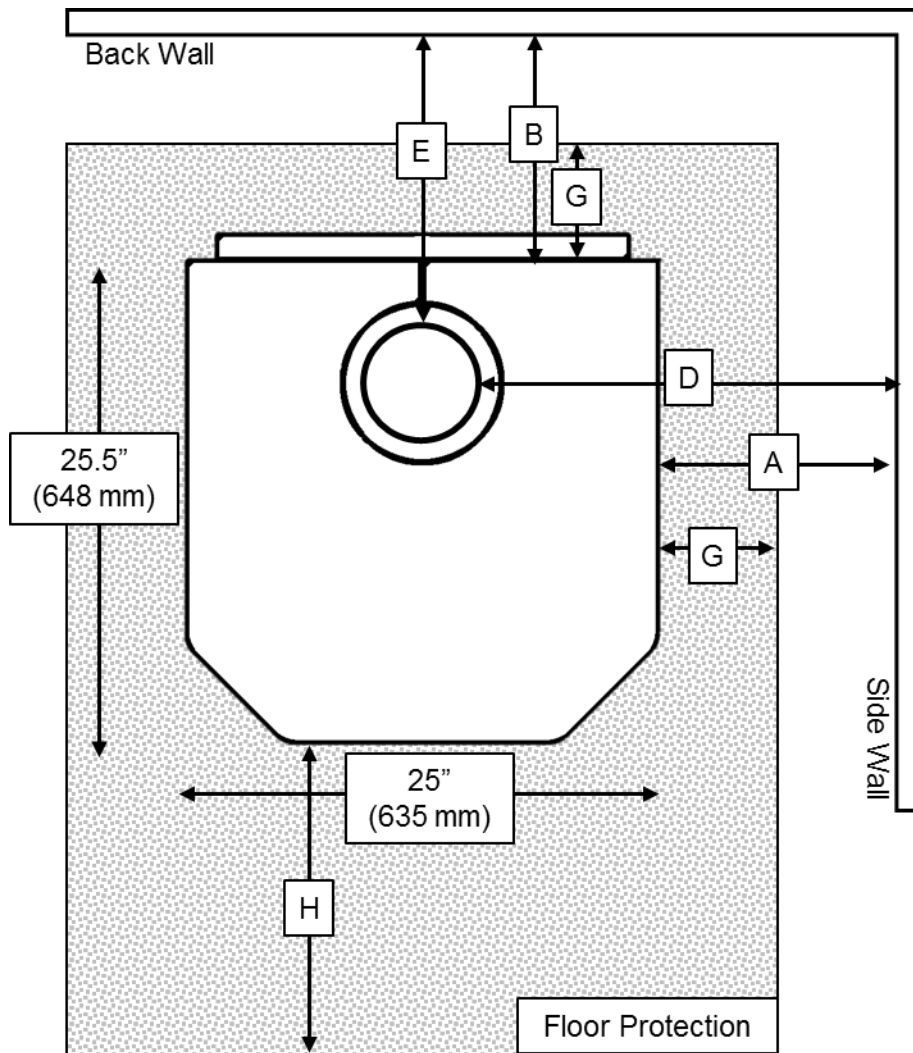 Back Wall
E
B
G
D
A
25.5”
(648 mm)
G
Side Wall
25”
(635 mm)
H
Floor Protection